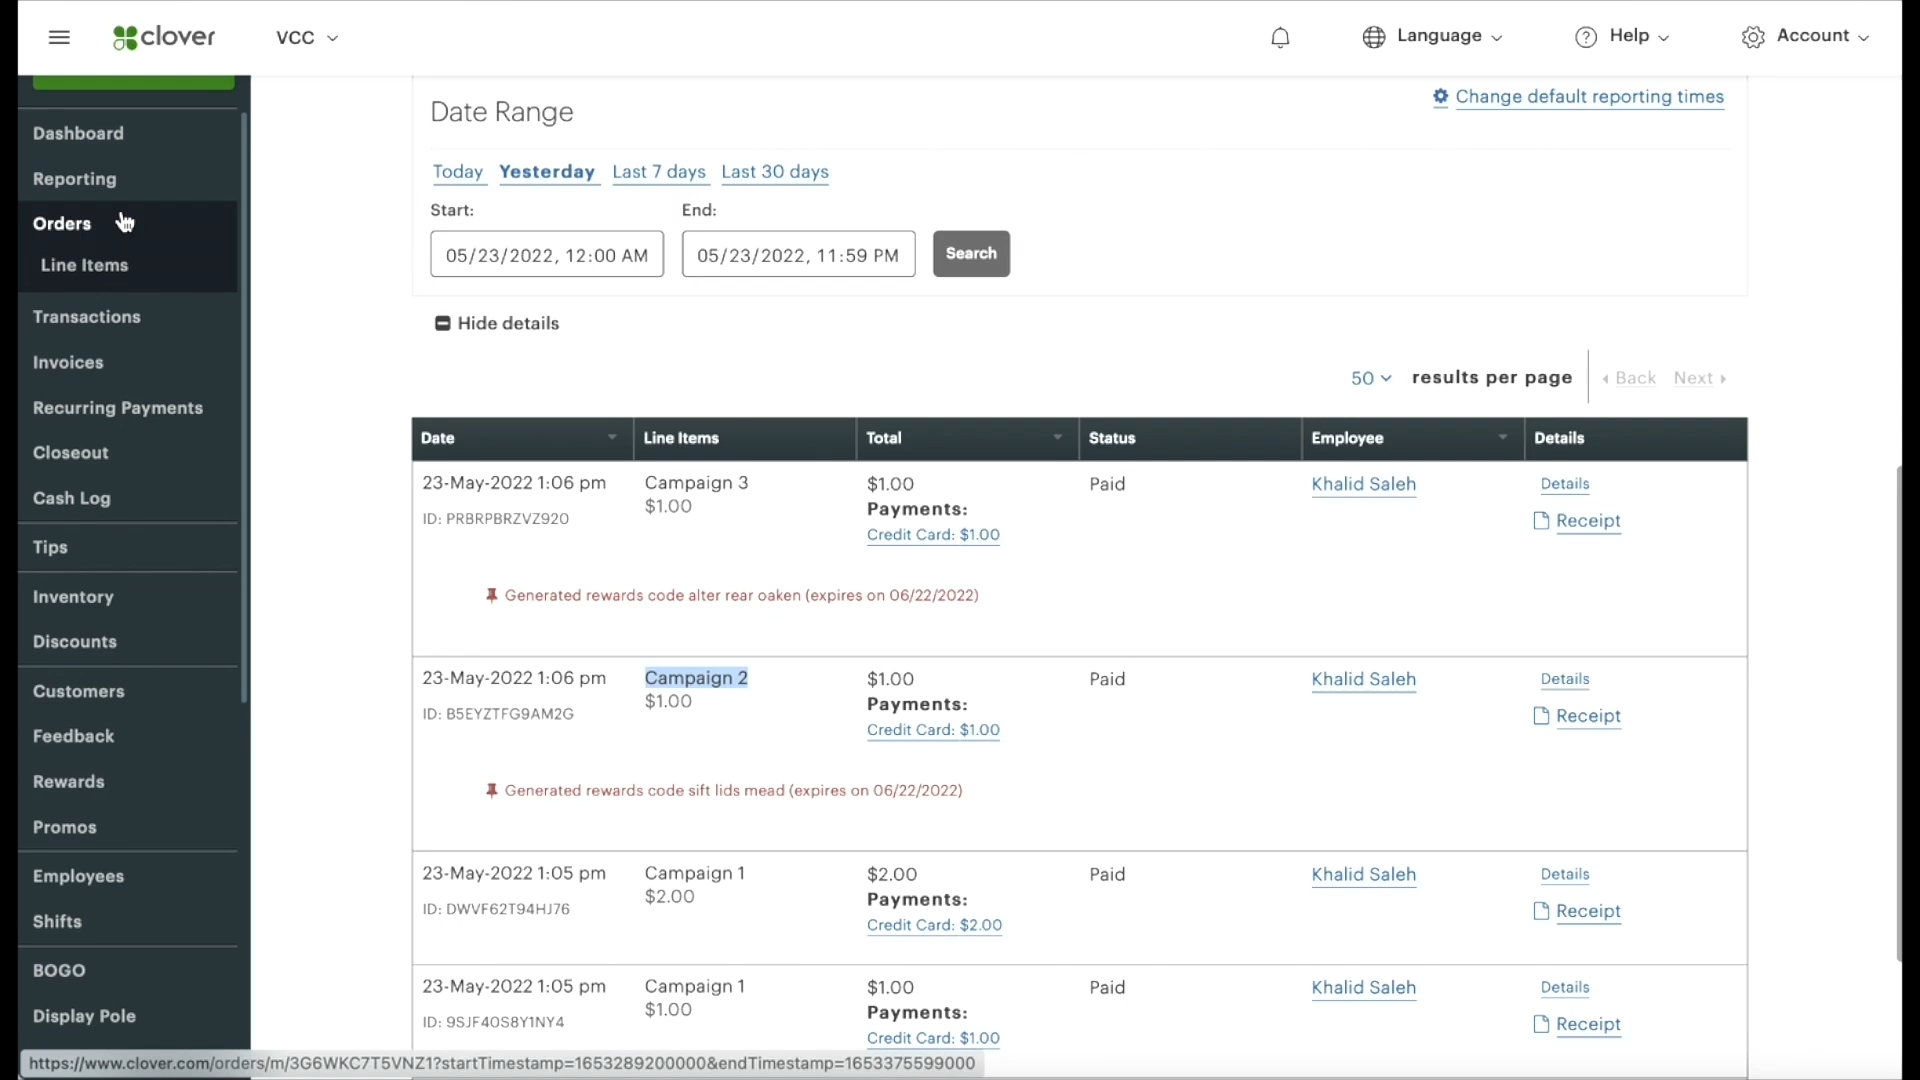 clover
VCC
Language
Help
Account
Dashboard
Reporting
Orders
Line Items
Transactions
Invoices
Recurring Payments
Closeout
Cash Log
Tips
Inventory
Discounts
Customers
Feedback
Rewards
Promos
Employees
Shifts
BOGO
Display Pole
Date Range
Change default reporting times
Today Yesterday Last 7 days Last 30 days
Start: End:
05/23/2022, 12:00 AM 05/23/2022, 11:59 PM Search
Hide details
50 results per page Back Next
Date Line Items Total Status Employee Details
23-May-2022 1:06 pm Campaign 3 $1.00 Paid Khalid Saleh Details
$1.00 Payments:
ID: PRBRPBRZVZ920 Credit Card: $1.00 Receipt
Generated rewards code alter rear oaken (expires on 06/22/2022)
23-May-2022 1:06 pm Campaign 2 $1.00 Paid Khalid Saleh Details
$1.00 Payments:
ID: B5EYZTFG9AM2G Credit Card: $1.00 Receipt
Generated rewards code sift lids mead (expires on 06/22/2022)
23-May-2022 1:05 pm Campaign 1 $2.00 Paid Khalid Saleh Details
$2.00 Payments:
ID: DWVF62T94HJ76 Credit Card: $2.00 Receipt
23-May-2022 1:05 pm Campaign 1 $1.00 Paid Khalid Saleh Details
$1.00 Payments:
ID: 9SJF4OS8Y1NY4 Credit Card: $1.00 Receipt
https://www.clover.com/orders/m/3G6WKC7T5VNZ1?startTimestamp=1653289200000&endTimestamp=1653375599000